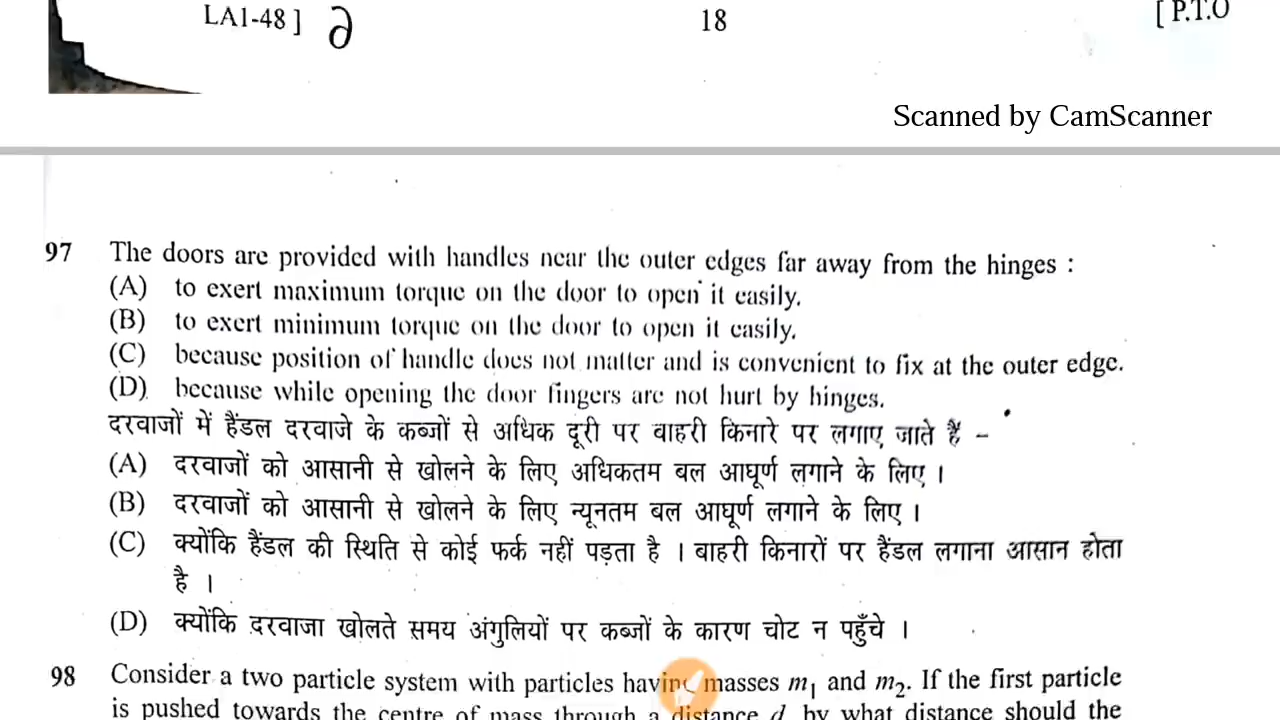 LA1-48 ] ∂
18
[ P.T.O
Scanned by CamScanner
97 The doors are provided with handles near the outer edges far away from the hinges :
(A) to exert maximum torque on the door to open it easily.
(B) to exert minimum torque on the door to open it easily.
(C) because position of handle does not matter and is convenient to fix at the outer edge.
(D) because while opening the door fingers are not hurt by hinges.
दरवाजों में हैंडल दरवाजे के कब्जों से अधिक दूरी पर बाहरी किनारे पर लगाए जाते हैं –
(A) दरवाजों को आसानी से खोलने के लिए अधिकतम बल आघूर्ण लगाने के लिए ।
(B) दरवाजों को आसानी से खोलने के लिए न्यूनतम बल आघूर्ण लगाने के लिए ।
(C) क्योंकि हैंडल की स्थिति से कोई फर्क नहीं पड़ता है । बाहरी किनारों पर हैंडल लगाना आसान होता
है ।
(D) क्योंकि दरवाजा खोलते समय अंगुलियों पर कब्जों के कारण चोट न पहुँचे ।
98 Consider a two particle system with particles having masses m₁ and m₂. If the first particle
is pushed towards the centre of mass through a distance d, by what distance should the